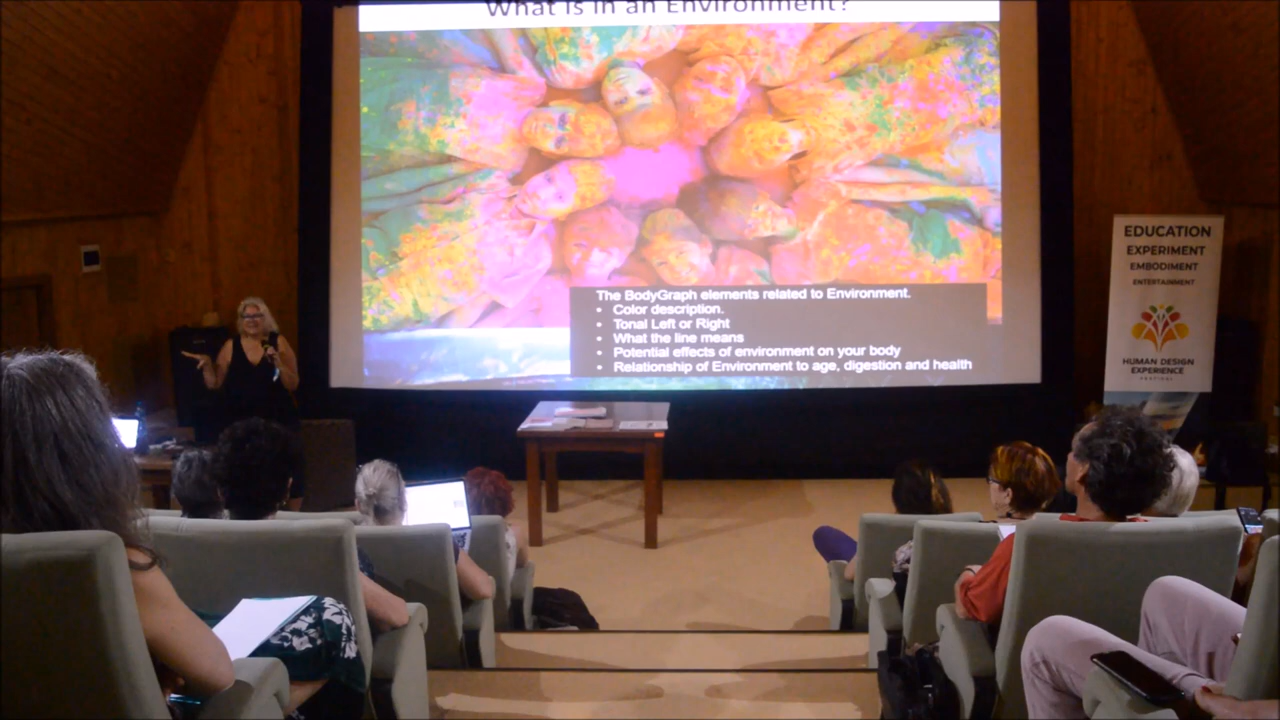 What is in an Environment?
The BodyGraph elements related to Environment.
• Color description.
• Tonal Left or Right
• What the line means
• Potential effects of environment on your body
• Relationship of Environment to age, digestion and health
EDUCATION
EXPERIMENT
EMBODIMENT
ENTERTAINMENT
HUMAN DESIGN
EXPERIENCE
FESTIVAL